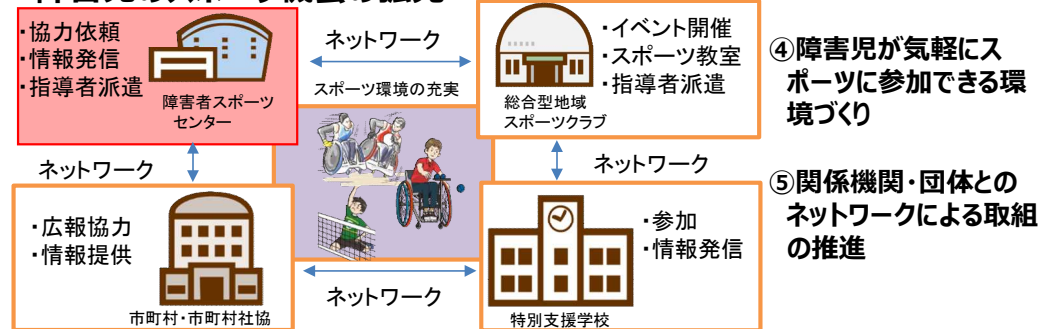 ・協力依頼
・情報発信
・指導者派遣
障害者スポーツ
センター
ネットワーク
スポーツ環境の充実
・イベント開催
・スポーツ教室
・指導者派遣
総合型地域
スポーツクラブ
④障害児が気軽にス
ポーツに参加できる環
境づくり
ネットワーク
ネットワーク
⑤関係機関・団体との
ネットワークによる取組
の推進
・広報協力
・情報提供
市町村・市町村社協
ネットワーク
・参加
・情報発信
特別支援学校